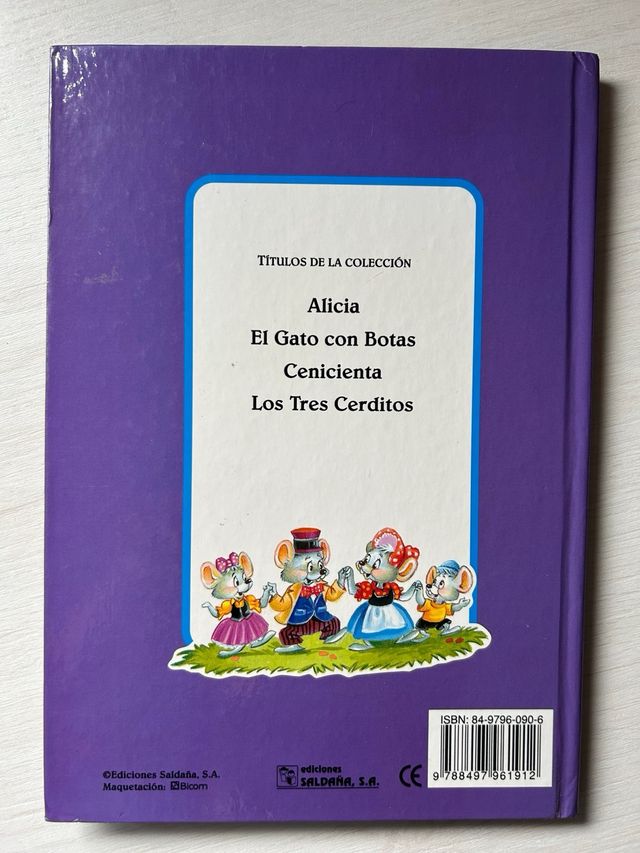 TÍTULOS DE LA COLECCIÓN
Alicia
El Gato con Botas
Cenicienta
Los Tres Cerditos
ISBN: 84-9796-090-6
9 788497 961912
©Ediciones Saldaña, S.A.
Maquetación: Bicom
ediciones
SALDAÑA, S.A.
CE